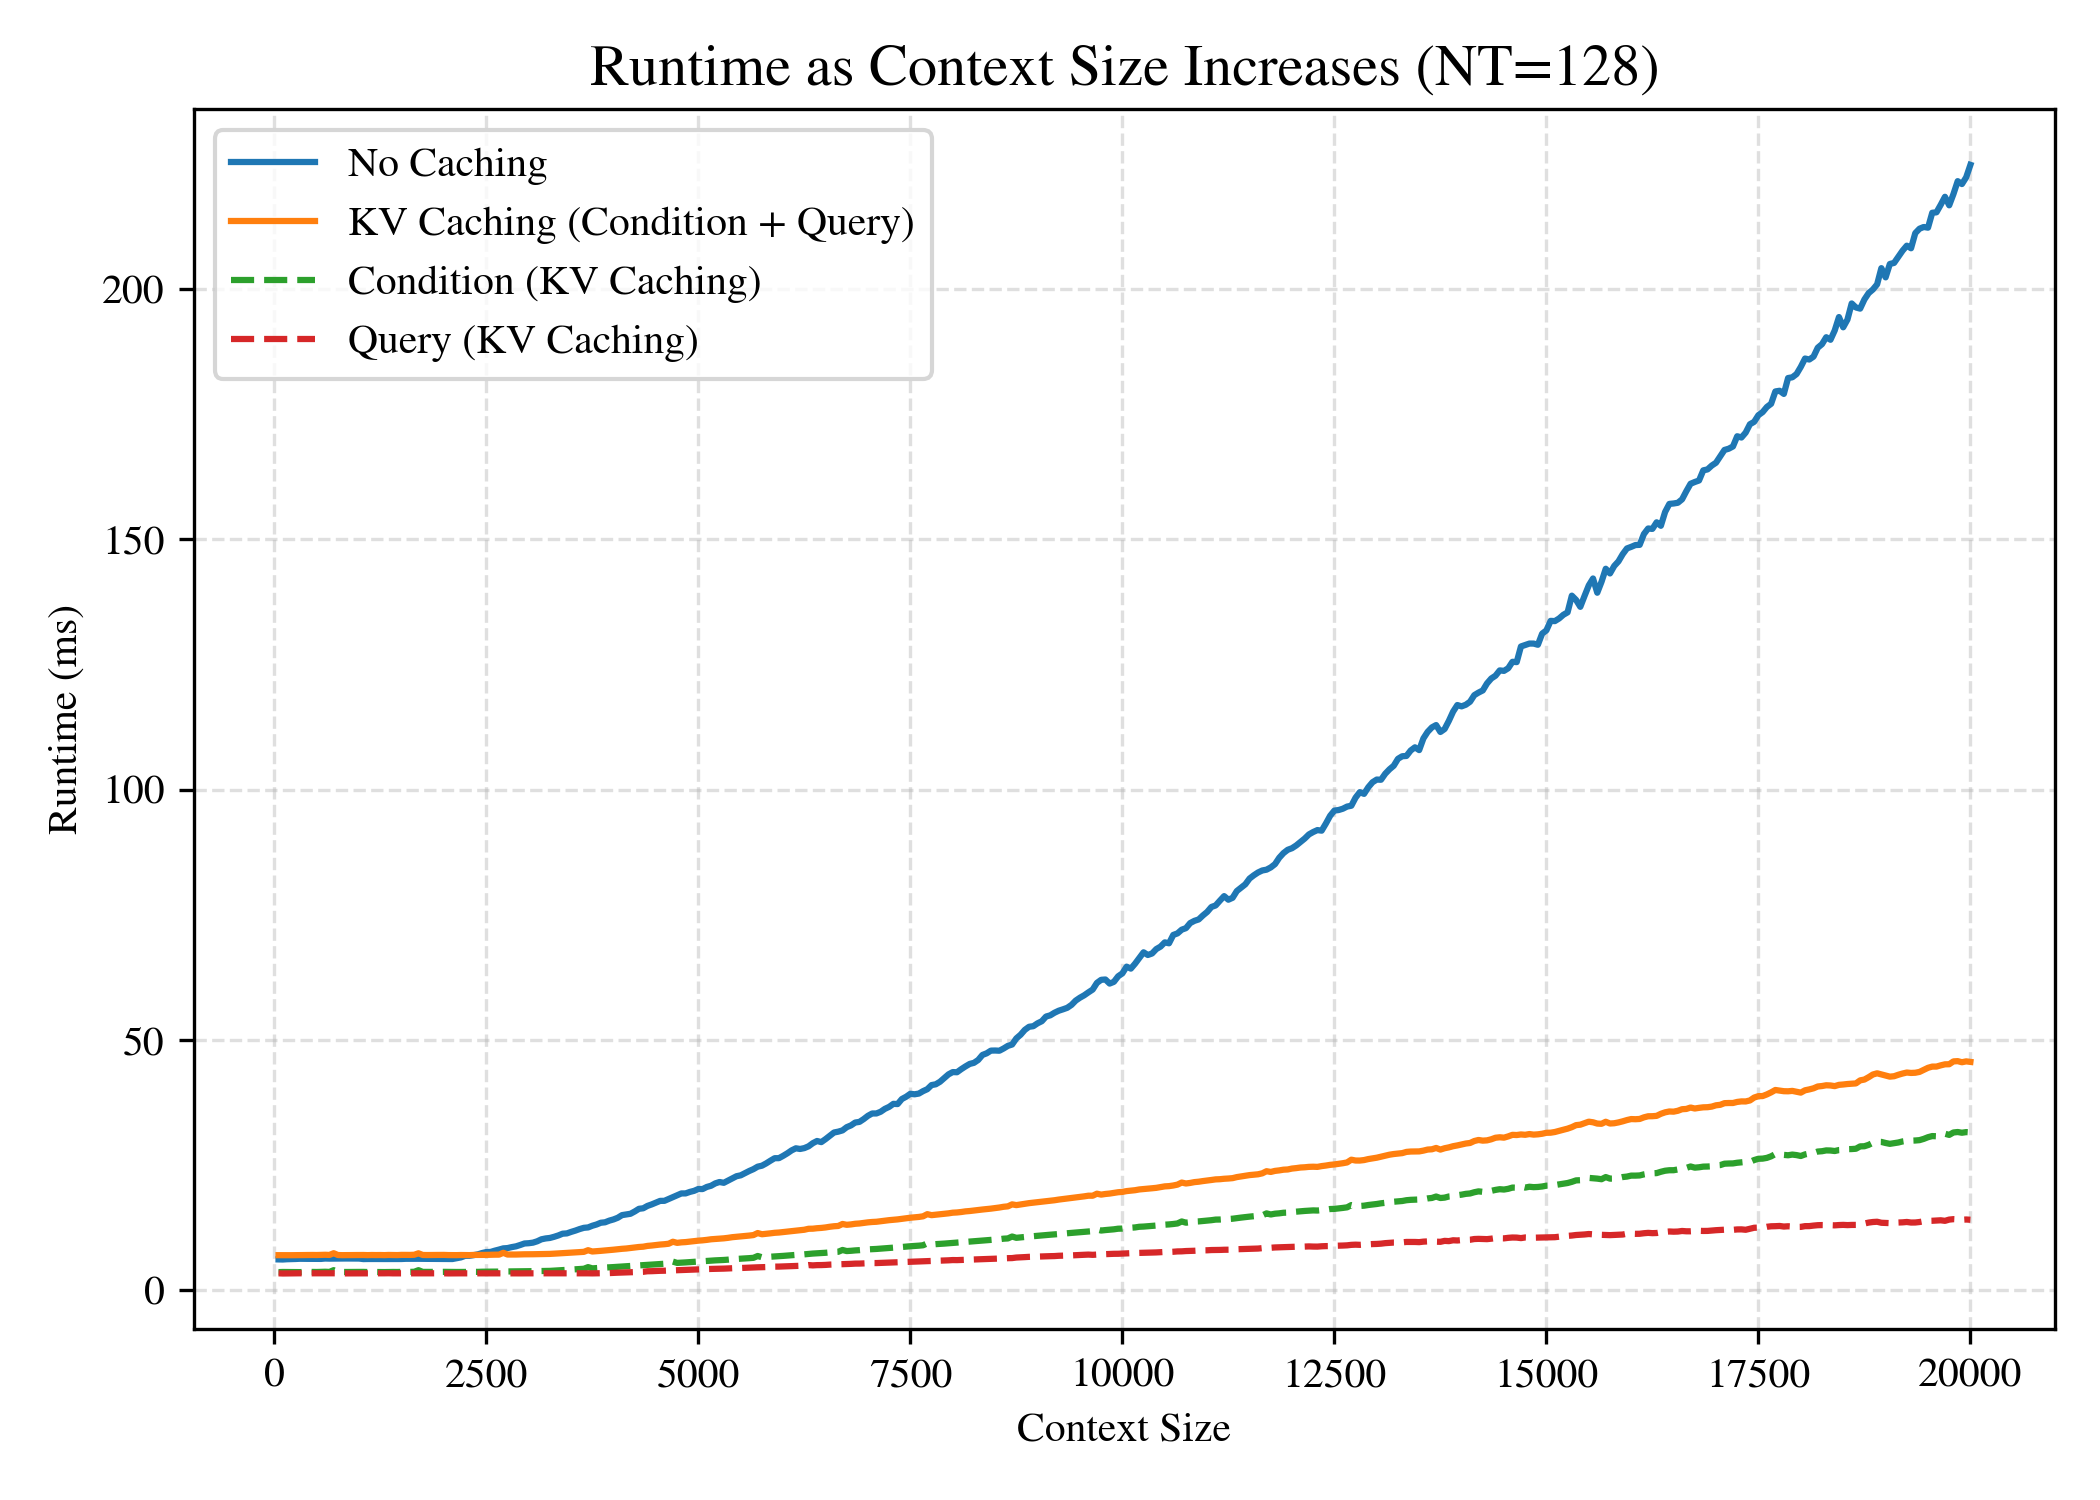 Runtime as Context Size Increases (NT=128)
No Caching
KV Caching (Condition + Query)
Condition (KV Caching)
Query (KV Caching)
Runtime (ms)
200
150
100
50
0
0 2500 5000 7500 10000 12500 15000 17500 20000
Context Size